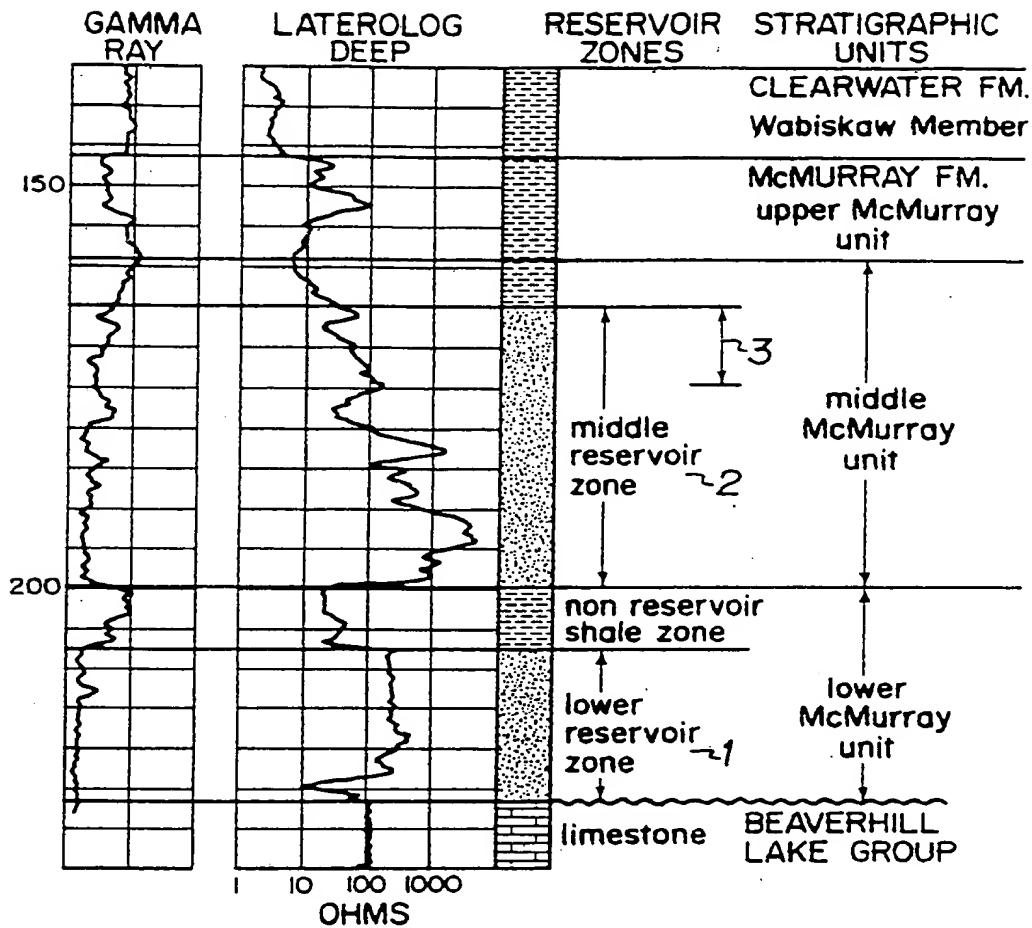 GAMMA RAY
LATEROLOG DEEP
RESERVOIR ZONES
STRATIGRAPHIC UNITS
CLEARWATER FM.
Wabiskaw Member
150
McMURRAY FM.
upper McMurray
unit
3
middle
reservoir
zone
2
middle
McMurray
unit
200
non reservoir
shale zone
lower
reservoir
zone
1
lower
McMurray
unit
limestone
BEAVERHILL
LAKE GROUP
1 10 100 1000
OHMS